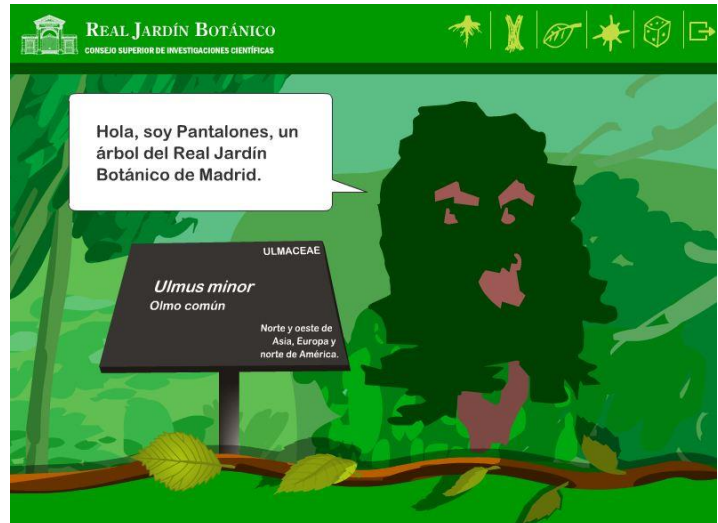 REAL JARDÍN BOTÁNICO
CONSEJO SUPERIOR DE INVESTIGACIONES CIENTÍFICAS
Hola, soy Pantalones, un
árbol del Real Jardín
Botánico de Madrid.
ULMACEAE
Ulmus minor
Olmo común
Norte y oeste de
Asia, Europa y
norte de América.